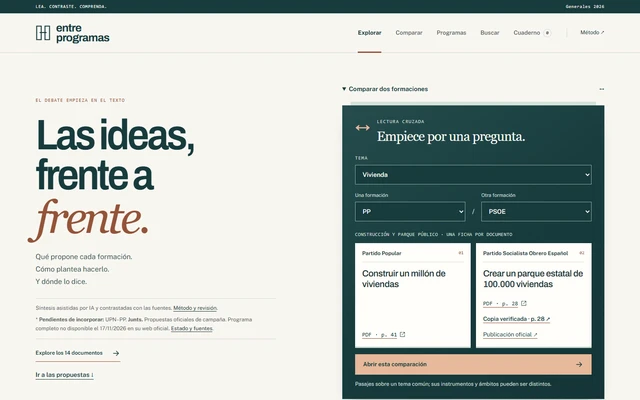 LEA. CONTRASTE. COMPRENDA.
Generales 2026
entre
programas
Explorar
Comparar
Programas
Buscar
Cuaderno 0
Método ↗
EL DEBATE EMPIEZA EN EL TEXTO
Las ideas,
frente a
frente.
Qué propone cada formación.
Cómo plantea hacerlo.
Y dónde lo dice.
Síntesis asistidas por IA y contrastadas con las fuentes. Método y revisión.
* Pendientes de incorporar: UPN–PP. Junts. Propuestas oficiales de campaña. Programa
completo no disponible el 17/11/2026 en su web oficial. Estado y fuentes.
Explore los 14 documentos →
Ir a las propuestas ↓
▼ Comparar dos formaciones
LECTURA CRUZADA
Empiece por una pregunta.
TEMA
Vivienda
Una formación
Otra formación
PP
/
PSOE
CONSTRUCCIÓN Y PARQUE PÚBLICO · UNA FICHA POR DOCUMENTO
Partido Popular
Construir un millón de
viviendas
PDF · p. 41
Partido Socialista Obrero Español
Crear un parque estatal de
100.000 viviendas
PDF · p. 28
Copia verificada · p. 28 ↗
Publicación oficial ↗
Abrir esta comparación →
Pasajes sobre un tema común; sus instrumentos y ámbitos pueden ser distintos.